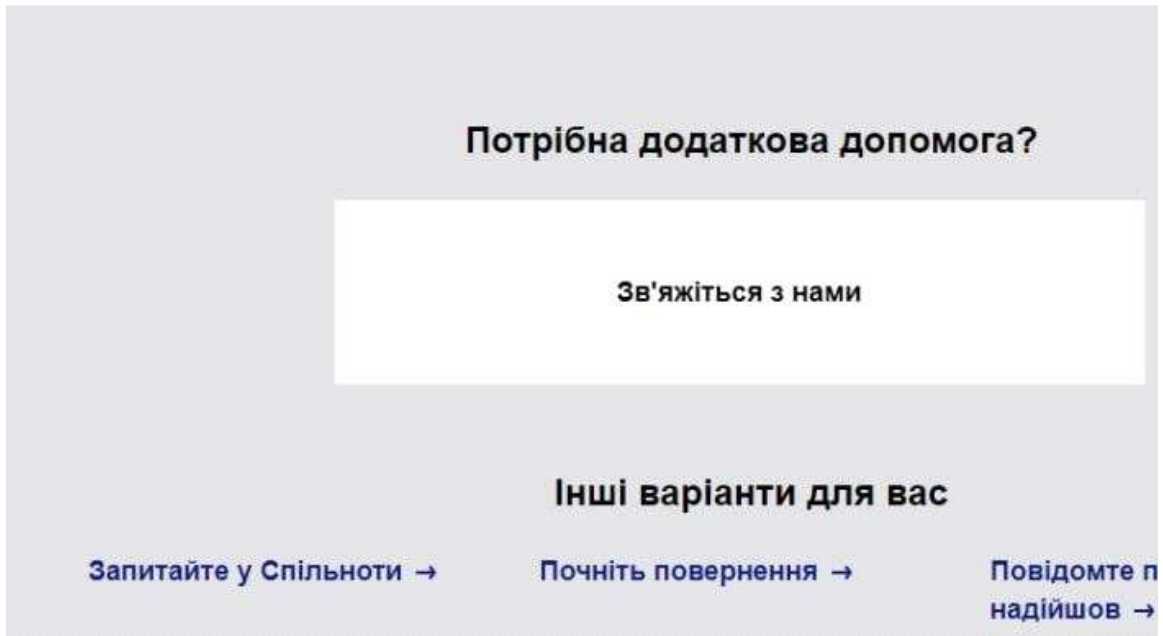 Потрібна додаткова допомога?
Зв'яжіться з нами
Інші варіанти для вас
Запитайте у Спільноти →
Почніть повернення →
Повідомте
надійшов →